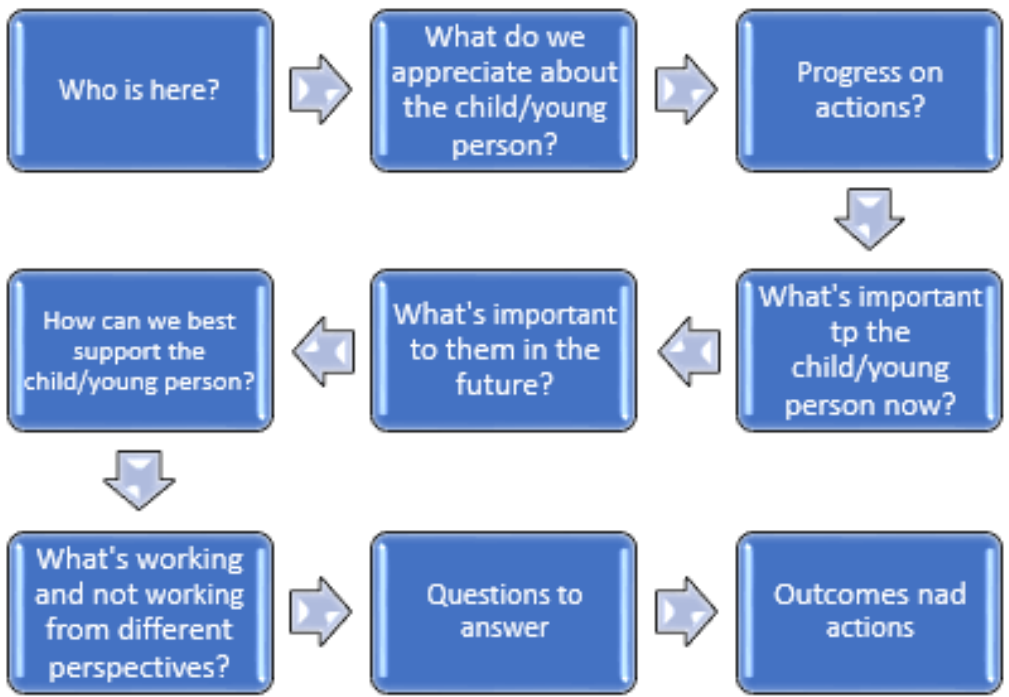 Who is here?
What do we
appreciate about
the child/young
person?
Progress on
actions?
What's important
tp the
child/young
person now?
What's important
to them in the
future?
How can we best
support the
child/young person?
What's working
and not working
from different
perspectives?
Questions to
answer
Outcomes nad
actions